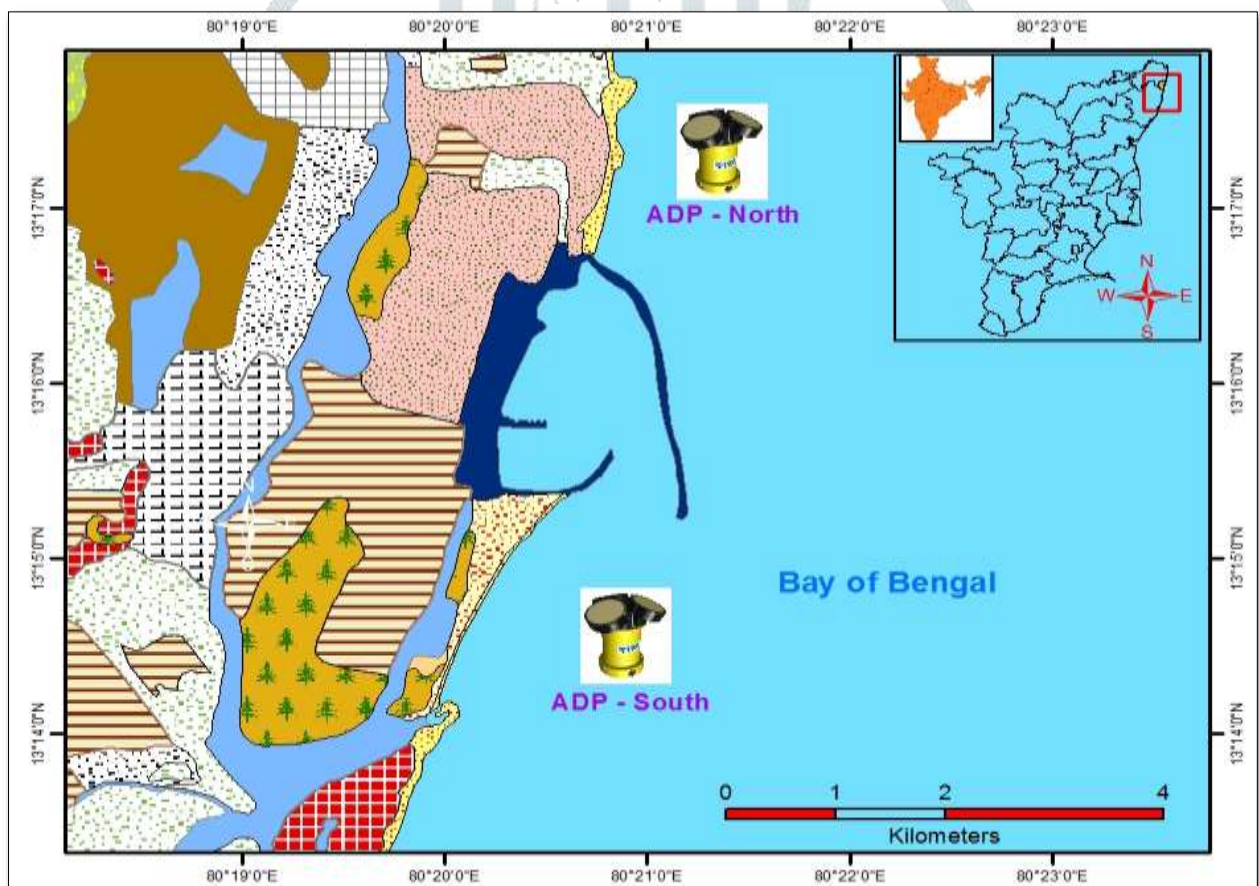 80°19'0"E 80°20'0"E 80°21'0"E 80°22'0"E 80°23'0"E
13°17'0"N 13°17'0"N
ADP - North
N
W E
S
13°16'0"N 13°16'0"N
13°15'0"N 13°15'0"N
Bay of Bengal
ADP - South
13°14'0"N 13°14'0"N
0 1 2 4
Kilometers
80°19'0"E 80°20'0"E 80°21'0"E 80°22'0"E 80°23'0"E